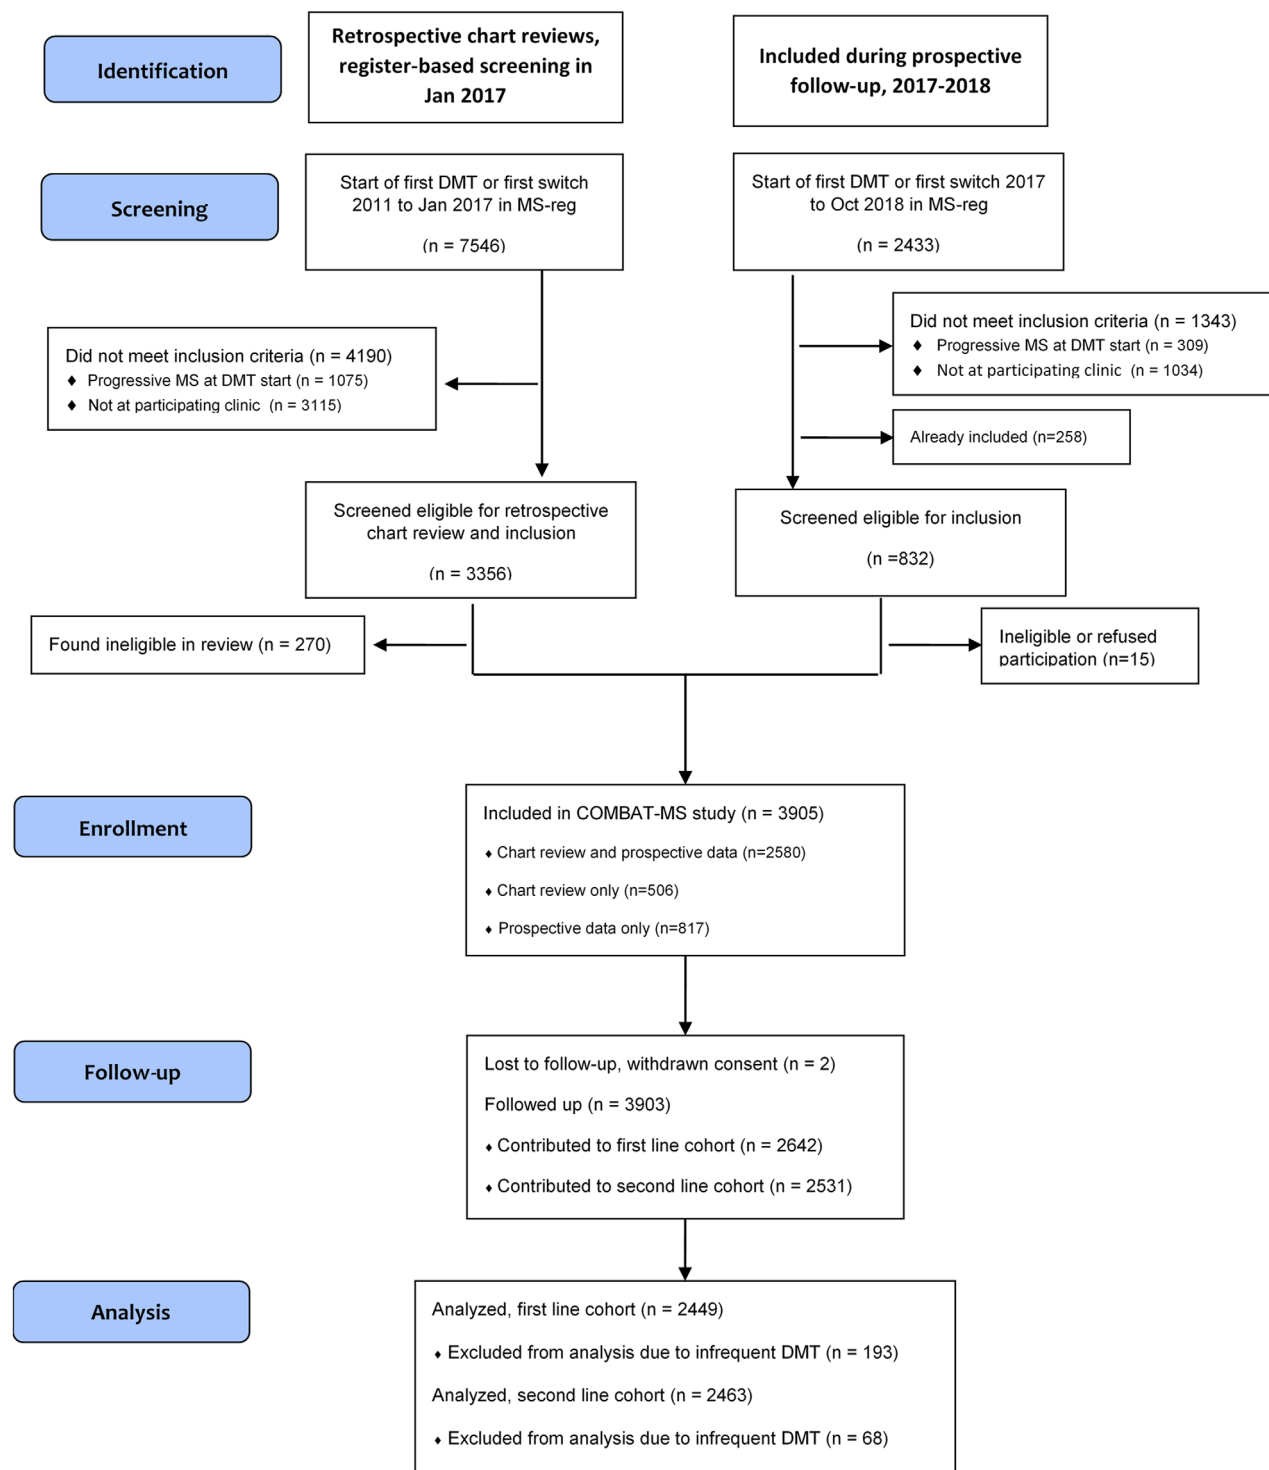 Identification
Retrospective chart reviews,
register-based screening in
Jan 2017
Included during prospective
follow-up, 2017-2018
Screening
Start of first DMT or first switch
2011 to Jan 2017 in MS-reg
(n = 7546)
Start of first DMT or first switch 2017
to Oct 2018 in MS-reg
(n = 2433)
Did not meet inclusion criteria (n = 4190)
♦ Progressive MS at DMT start (n = 1075)
♦ Not at participating clinic (n = 3115)
Did not meet inclusion criteria (n = 1343)
♦ Progressive MS at DMT start (n = 309)
♦ Not at participating clinic (n = 1034)
Already included (n=258)
Screened eligible for retrospective
chart review and inclusion
(n = 3356)
Screened eligible for inclusion
(n =832)
Found ineligible in review (n = 270)
Ineligible or refused
participation (n=15)
Enrollment
Included in COMBAT-MS study (n = 3905)
♦ Chart review and prospective data (n=2580)
♦ Chart review only (n=506)
♦ Prospective data only (n=817)
Follow-up
Lost to follow-up, withdrawn consent (n = 2)
Followed up (n = 3903)
♦ Contributed to first line cohort (n = 2642)
♦ Contributed to second line cohort (n = 2531)
Analysis
Analyzed, first line cohort (n = 2449)
♦ Excluded from analysis due to infrequent DMT (n = 193)
Analyzed, second line cohort (n = 2463)
♦ Excluded from analysis due to infrequent DMT (n = 68)